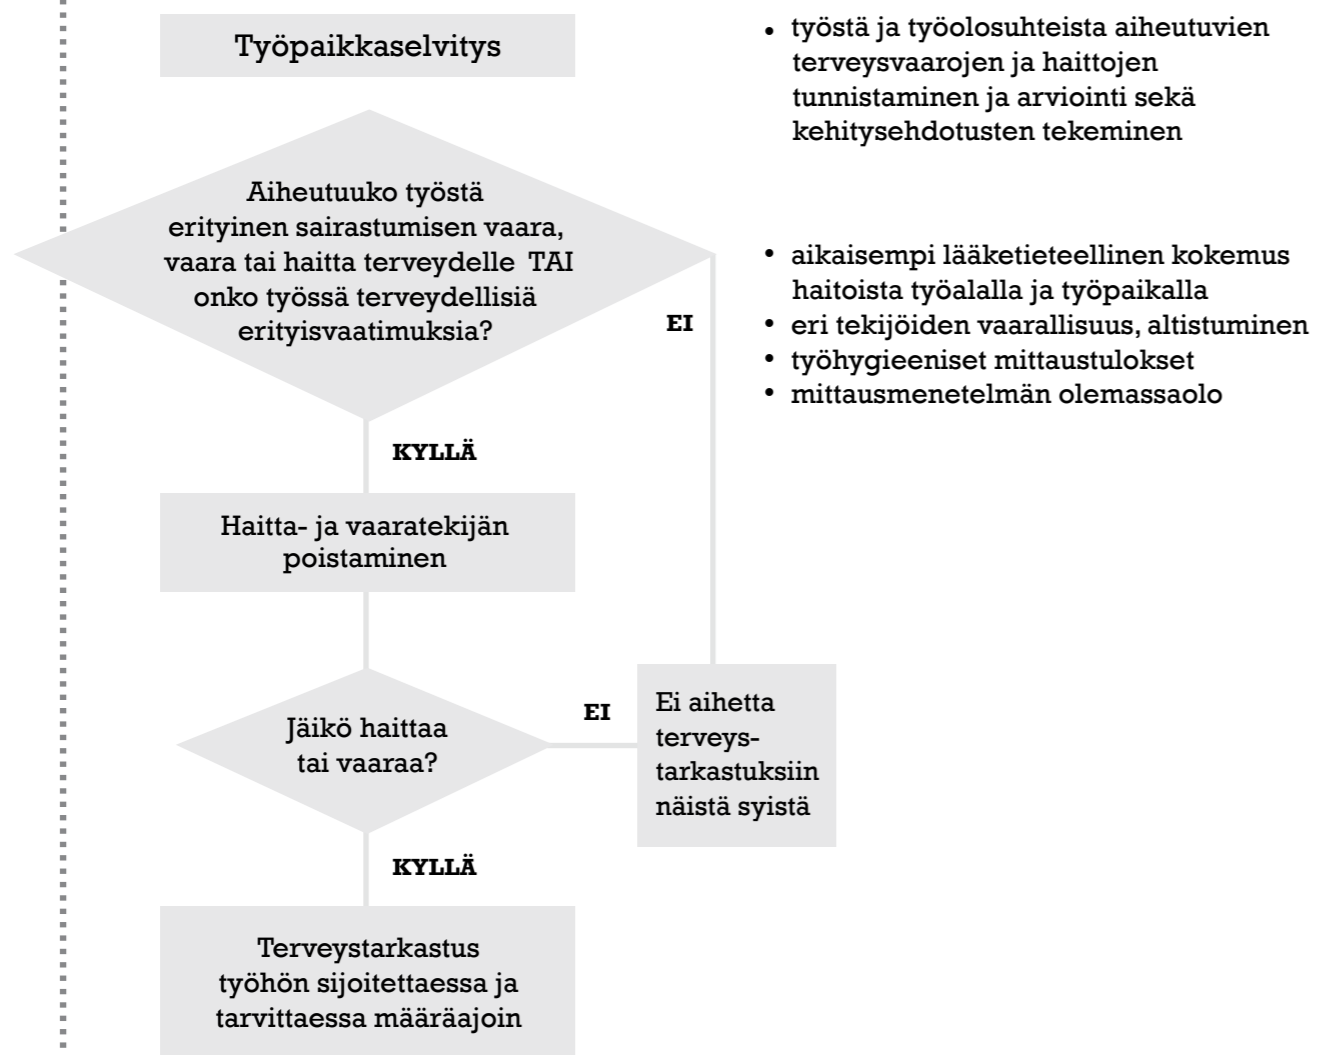 Työpaikkaselvitys
• työstä ja työolosuhteista aiheutuvien
terveysvaarojen ja haittojen
tunnistaminen ja arviointi sekä
kehitysehdotusten tekeminen
Aiheutuuko työstä
erityinen sairastumisen vaara,
vaara tai haitta terveydelle TAI
onko työssä terveydellisiä
erityisvaatimuksia?
• aikaisempi lääketieteellinen kokemus
haitoista työalalla ja työpaikalla
• eri tekijöiden vaarallisuus, altistuminen
• työhygieeniset mittaustulokset
• mittausmenetelmän olemassaolo
EI
KYLLÄ
Haitta- ja vaaratekijän
poistaminen
Jäikö haittaa
tai vaaraa?
EI
Ei aihetta
terveys-
tarkastuksiin
näistä syistä
KYLLÄ
Terveystarkastus
työhön sijoitettaessa ja
tarvittaessa määräajoin